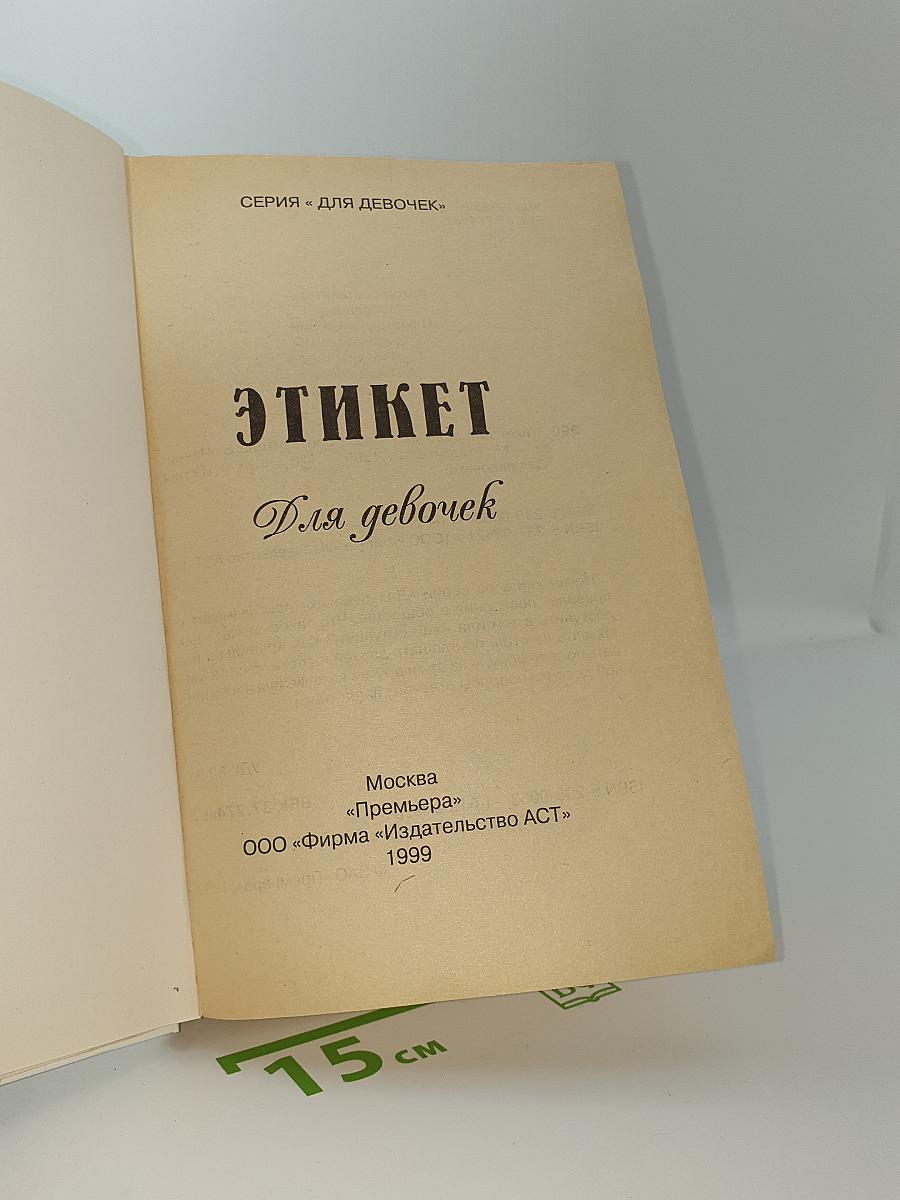 СЕРИЯ « ДЛЯ ДЕВОЧЕК»
ЭТИКЕТ
Для девочек
Москва
«Премьера»
ООО «Фирма «Издательство АСТ»
1999
15 см